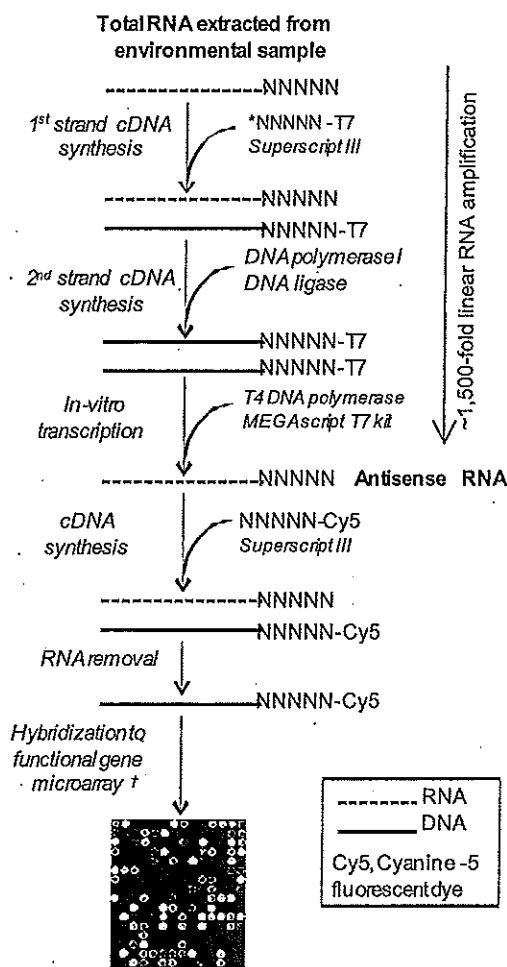 Total RNA extracted from
environmental sample
NNNNN
1st strand cDNA
synthesis
*NNNNN-T7
Superscript III
NNNNN
NNNNN-T7
2nd strand cDNA
synthesis
DNA polymerase I
DNA ligase
NNNNN-T7
NNNNN-T7
In-vitro
transcription
T4 DNA polymerase
MEGAscript T7 kit
NNNNN Antisense RNA
cDNA
synthesis
NNNNN-Cy5
Superscript III
NNNNN
NNNNN-Cy5
RNA removal
NNNNN-Cy5
Hybridization to
functional gene
microarray †
~1,500-fold linear RNA amplification
RNA
DNA
Cy5, Cyanine-5
fluorescent dye